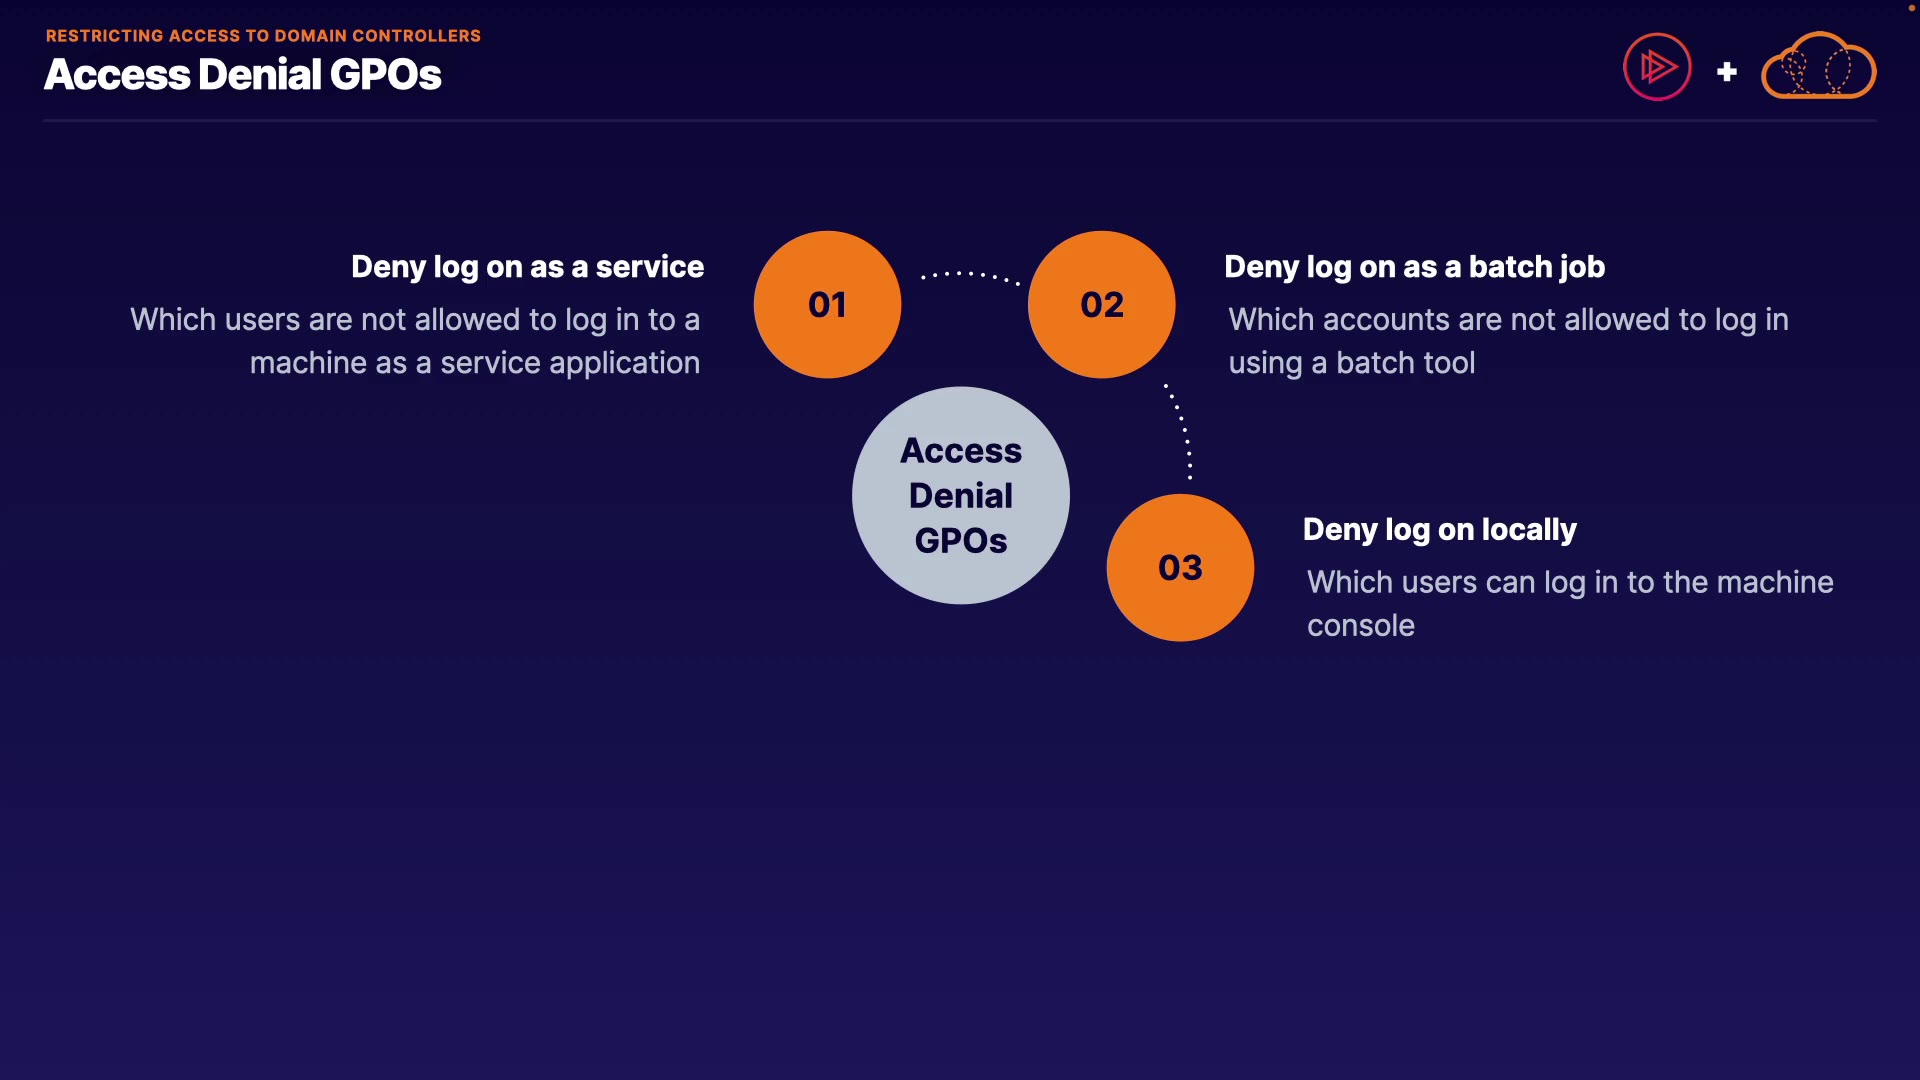 RESTRICTING ACCESS TO DOMAIN CONTROLLERS
Access Denial GPOs
Deny log on as a service
Which users are not allowed to log in to a
machine as a service application
01
02
Deny log on as a batch job
Which accounts are not allowed to log in
using a batch tool
Access
Denial
GPOs
03
Deny log on locally
Which users can log in to the machine
console